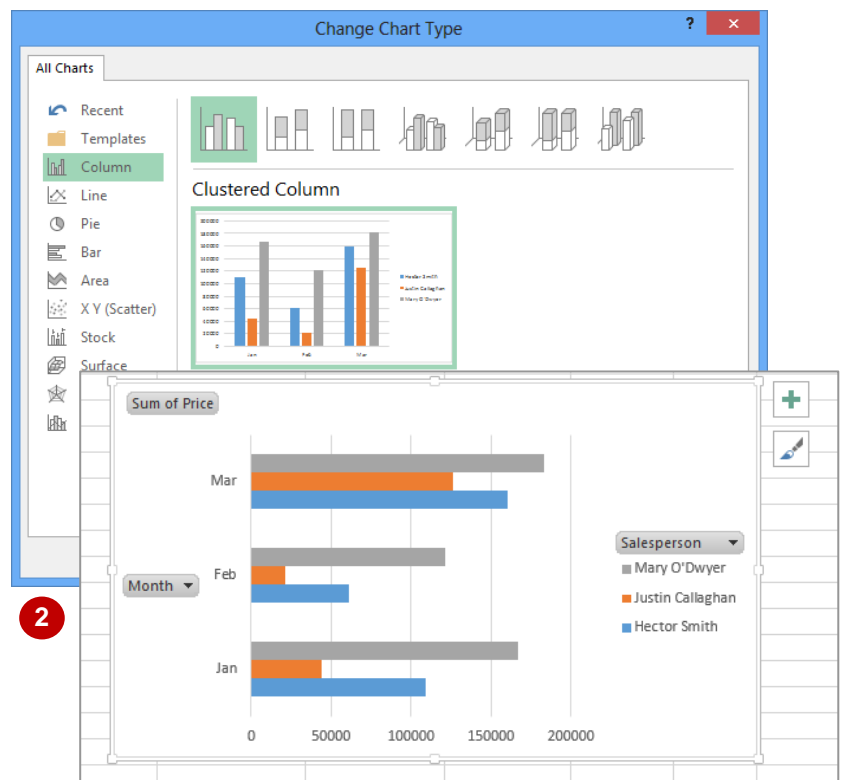 Change Chart Type
?
×
All Charts
Recent
Templates
Column
Line
Pie
Bar
Area
X Y (Scatter)
Stock
Surface
Clustered Column
Jan
Feb
Mar
Sum of Price
Mar
Feb
Jan
Month
Salesperson
Mary O'Dwyer
Justin Callaghan
Hector Smith
0 50000 100000 150000 200000
2